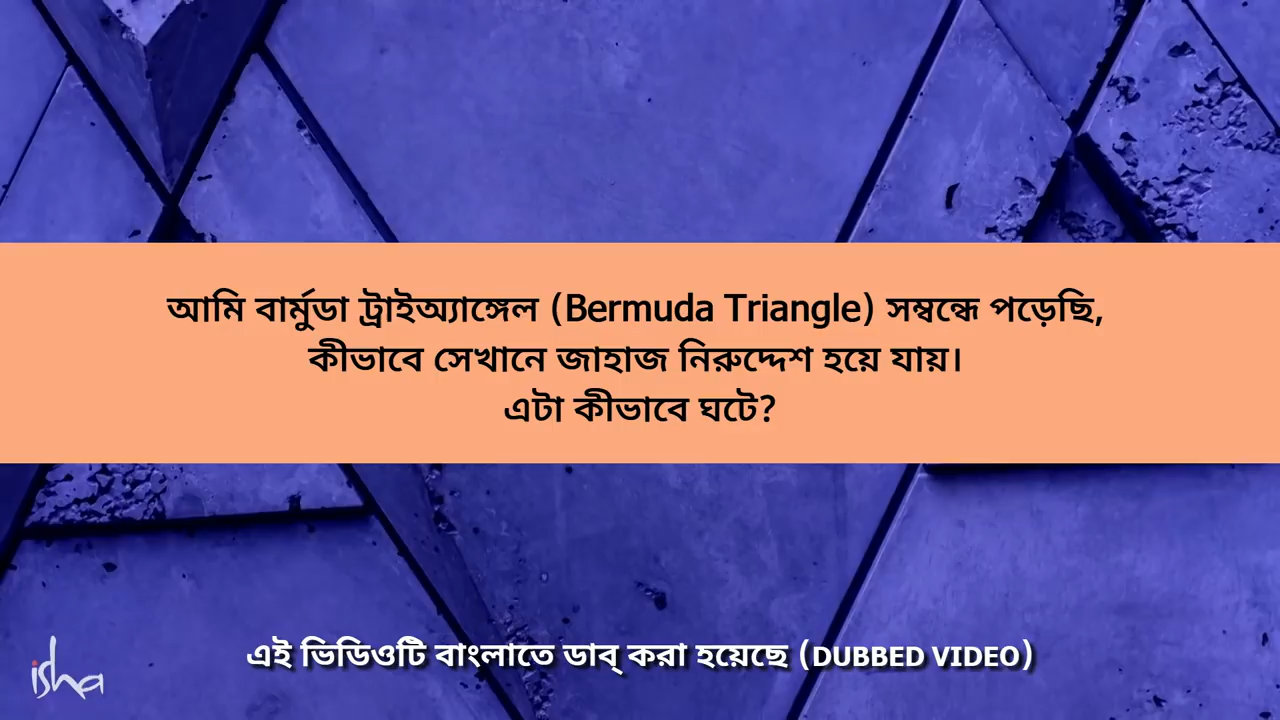 আমি বার্মুডা ট্রাইঅ্যাঙ্গেল (Bermuda Triangle) সম্বন্ধে পড়েছি,
কীভাবে সেখানে জাহাজ নিরুদ্দেশ হয়ে যায়।
এটা কীভাবে ঘটে?
এই ভিডিওটি বাংলাতে ডাব্ করা হয়েছে (DUBBED VIDEO)
isha